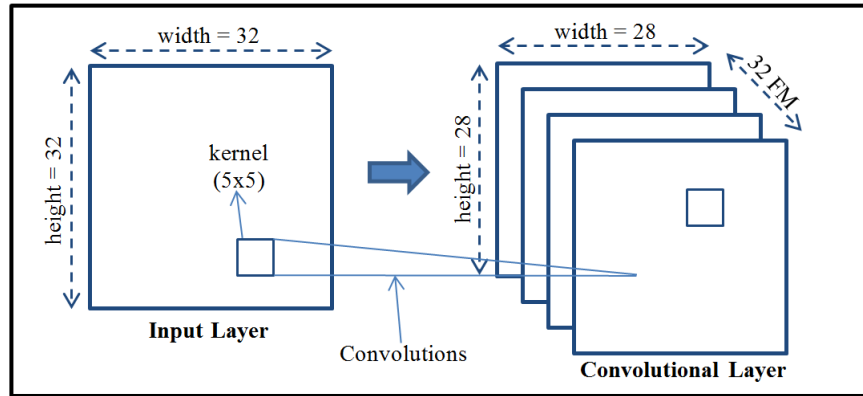 width = 32
height = 32
kernel
(5x5)
Input Layer
Convolutions
width = 28
height = 28
32 FM
Convolutional Layer